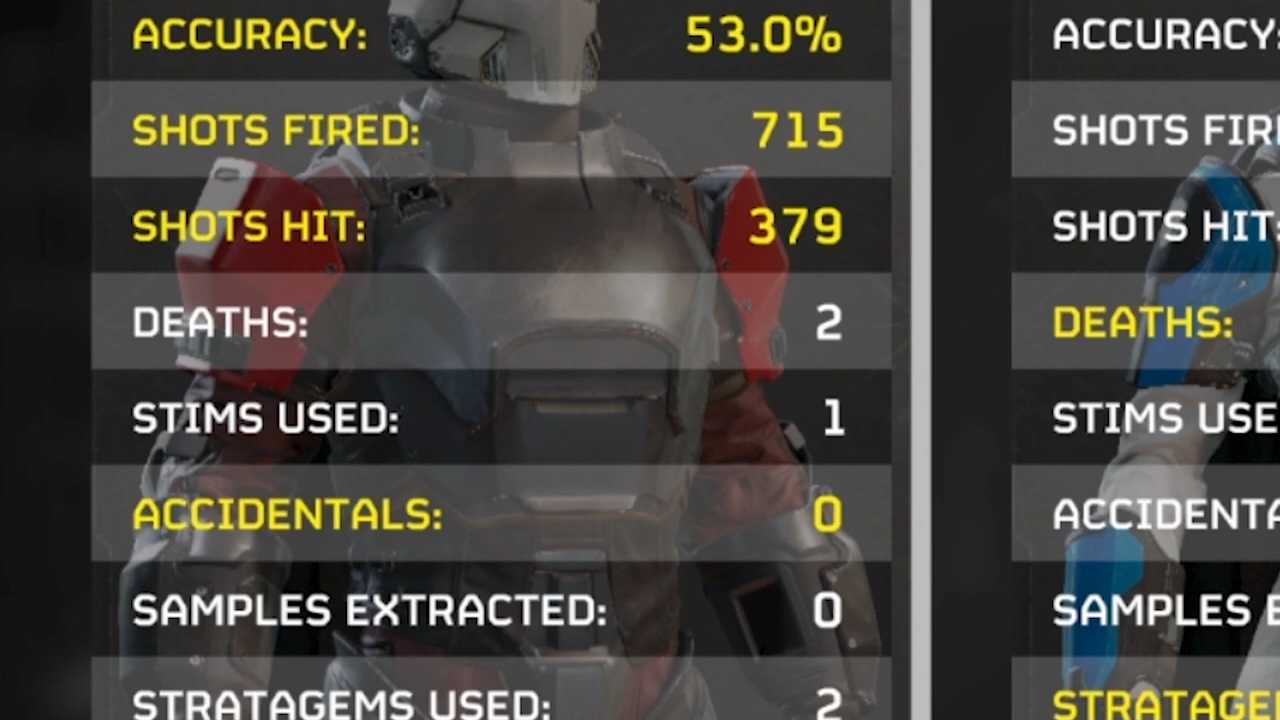 ACCURACY: 53.0%
SHOTS FIRED: 715
SHOTS HIT: 379
DEATHS: 2
STIMS USED: 1
ACCIDENTALS: 0
SAMPLES EXTRACTED: 0
STRATAGEMS USED: 2
ACCURACY:
SHOTS FIR
SHOTS HIT:
DEATHS:
STIMS USE
ACCIDENTA
SAMPLES E
STRATAGE